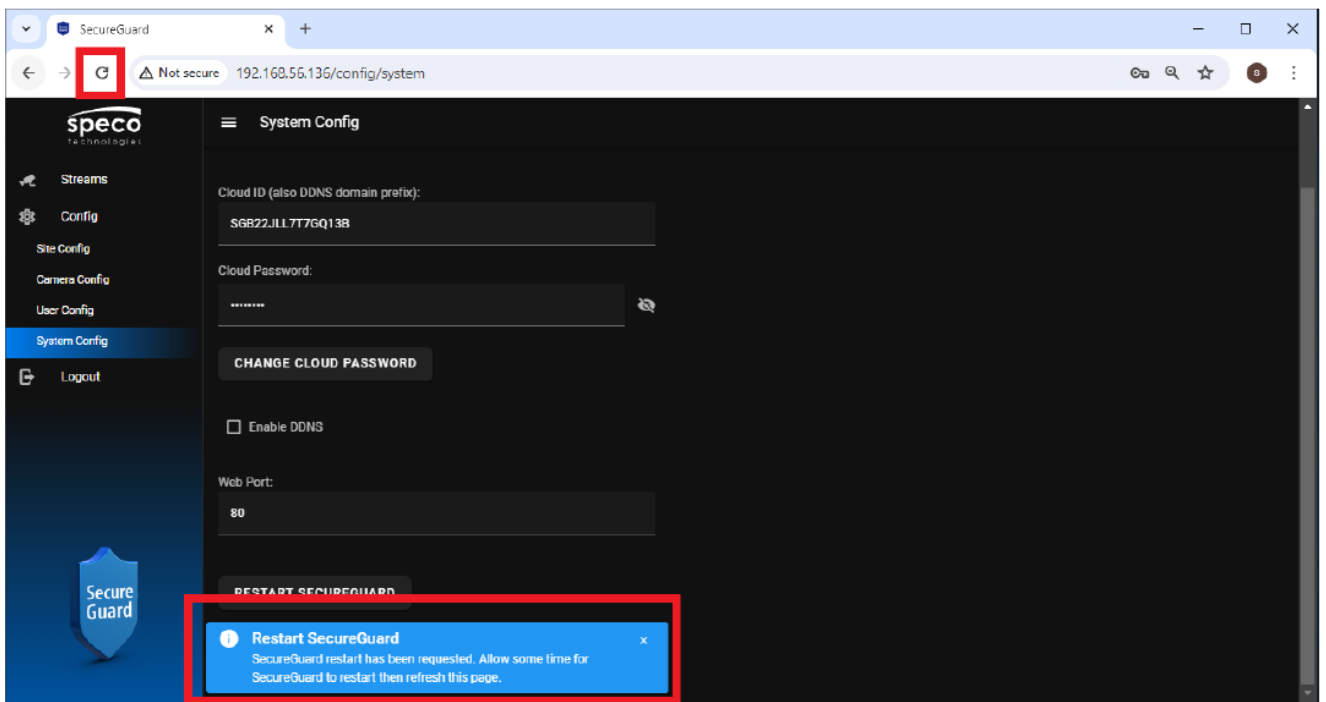 SecureGuard
Not secure 192.168.56.136/config/system
S
speco
technologies
System Config
Streams
Config
Site Config
Camera Config
User Config
System Config
Logout
Cloud ID (also DDNS domain prefix):
SGB22JLL7T7GQ13B
Cloud Password:
········
CHANGE CLOUD PASSWORD
Enable DDNS
Web Port:
80
RESTART SECUREGUARD
Secure
Guard
Restart SecureGuard
x
SecureGuard restart has been requested. Allow some time for
SecureGuard to restart then refresh this page.